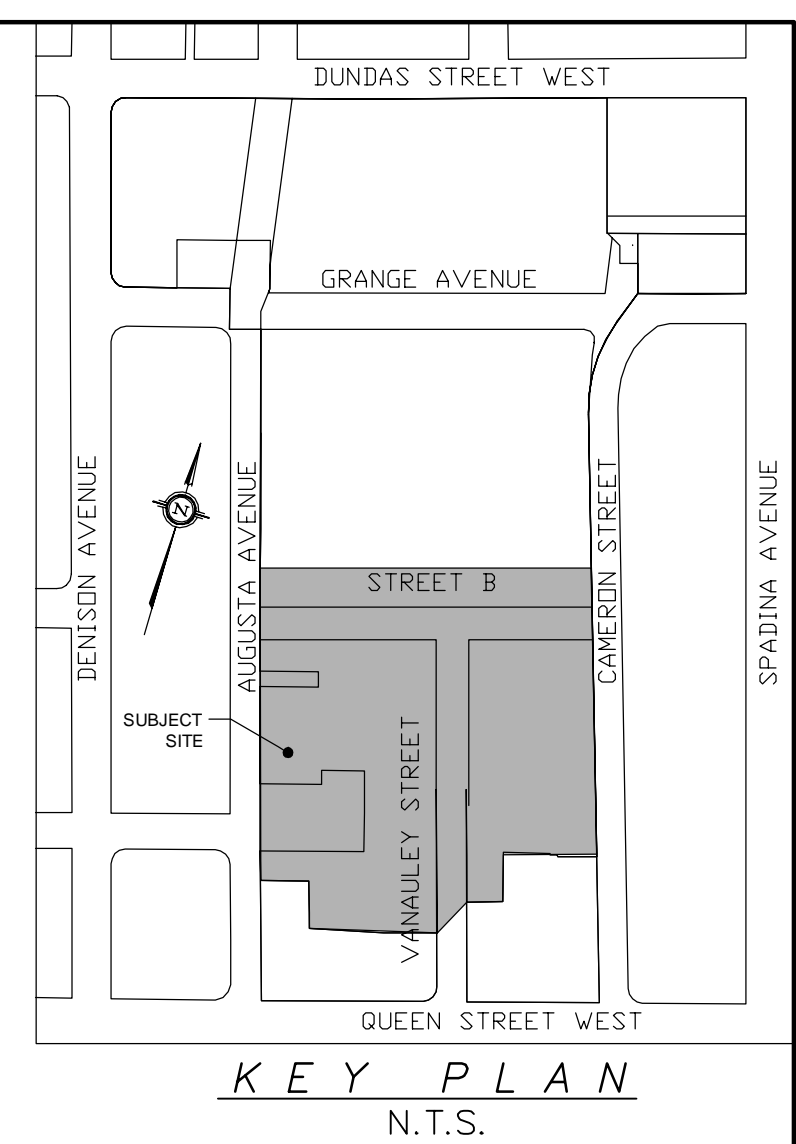 DUNDAS STREET WEST
GRANGE AVENUE
DENISON AVENUE
AUGUSTA AVENUE
CAMERON STREET
SPADINA AVENUE
N
STREET B
SUBJECT
SITE
VANAULEY STREET
QUEEN STREET WEST
KEY PLAN
N.T.S.